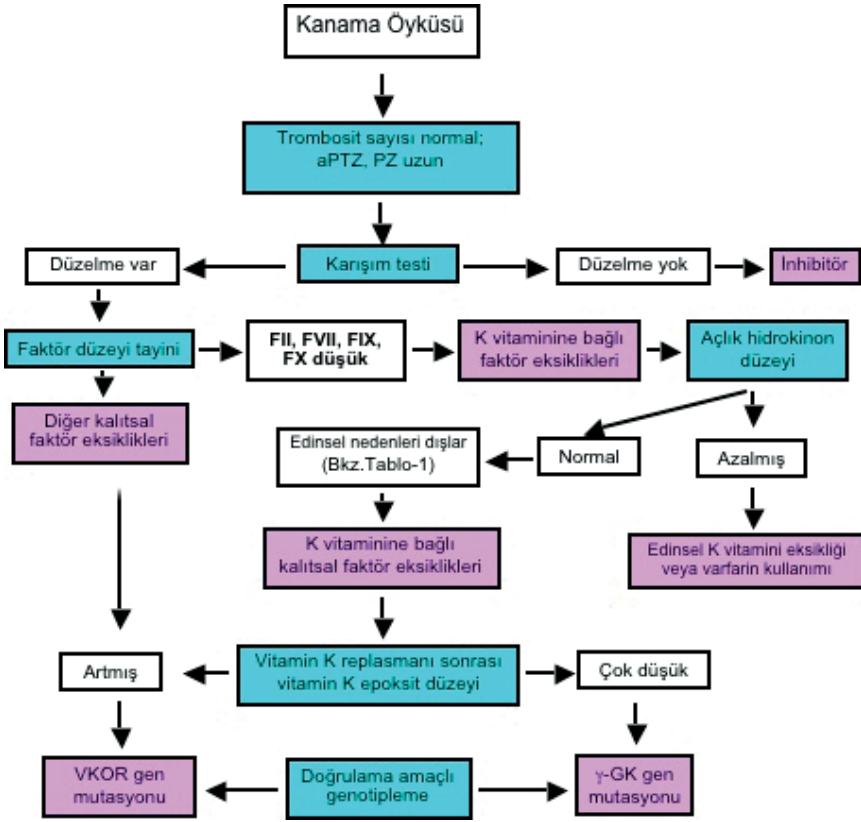 Kanama Öyküsü
Trombosit sayısı normal;
aPTZ, PZ uzun
Düzelme var
Karışım testi
Düzelme yok
Inhibitör
Faktör düzeyi tayini
FII, FVII, FIX,
FX düşük
K vitaminine bağlı
faktör eksiklikleri
Açlık hidrokinon
düzeyi
Diğer kalıtsal
faktör eksiklikleri
Edinsel nedenleri dışlar
(Bkz.Tablo-1)
Normal
Azalmış
K vitaminine bağlı
kalıtsal faktör eksiklikleri
Edinsel K vitamini eksikliği
veya varfarin kullanımı
Artmış
Vitamin K replasmanı sonrası
vitamin K epoksit düzeyi
Çok düşük
VKOR gen
mutasyonu
Doğrulama amaçlı
genotipleme
γ-GK gen
mutasyonu